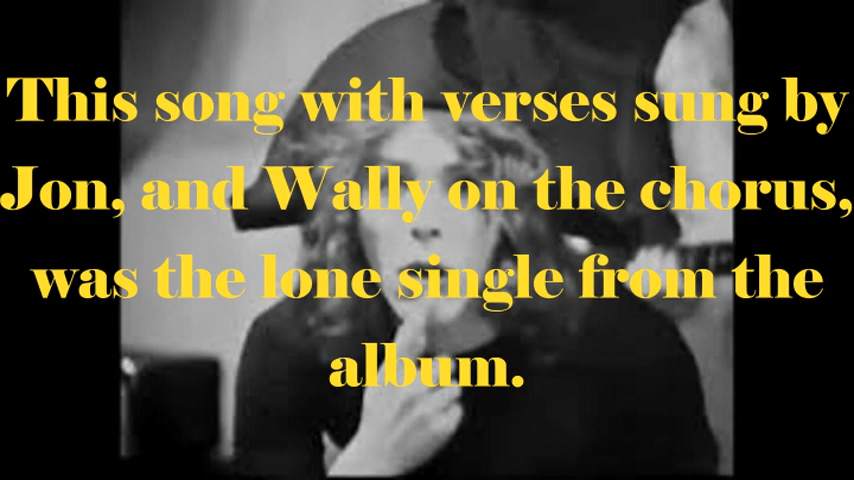 This song with verses sung by
Jon, and Wally on the chorus,
was the lone single from the
album.